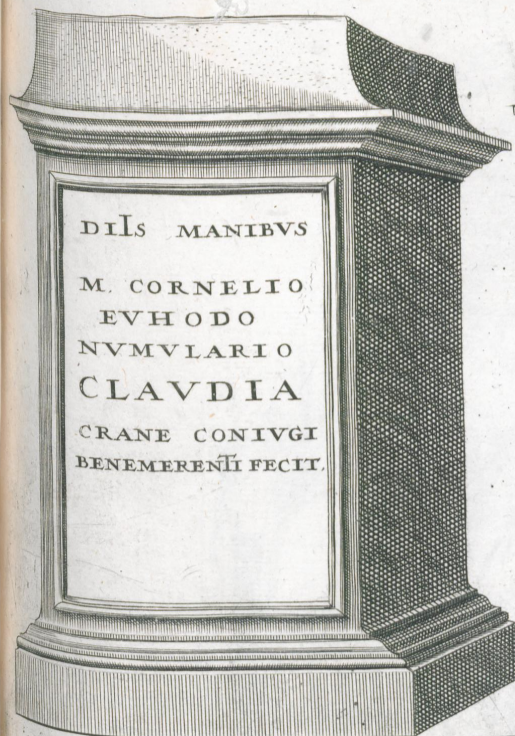 DIIS MANIBVS
M. CORNELIO
EVHODO
NVMVLARIO
CLAVDIA
CRANE CONIVGI
BENEMERENTI FECIT.